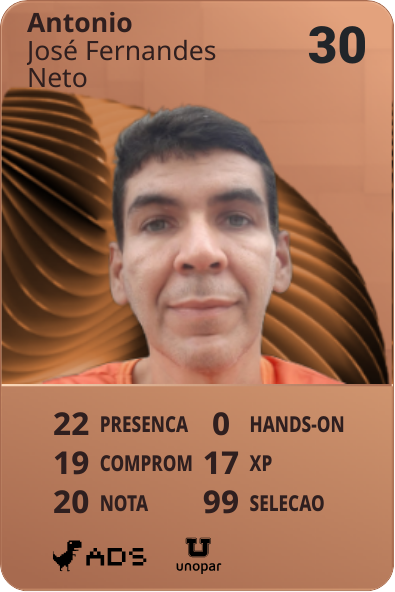 Antonio
José Fernandes
Neto
30
22 PRESENCA 0 HANDS-ON
19 COMPROM 17 XP
20 NOTA 99 SELECAO
ADS
U
unopar